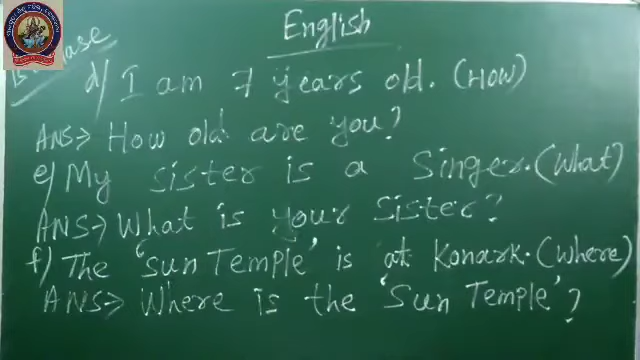 English
d) I am 7 years old. (How)
ANS> How old are you?
e) My sister is a Singer. (What)
ANS> What is your sister?
f) The 'Sun Temple' is at Konark. (Where)
ANS> Where is the 'Sun Temple'?